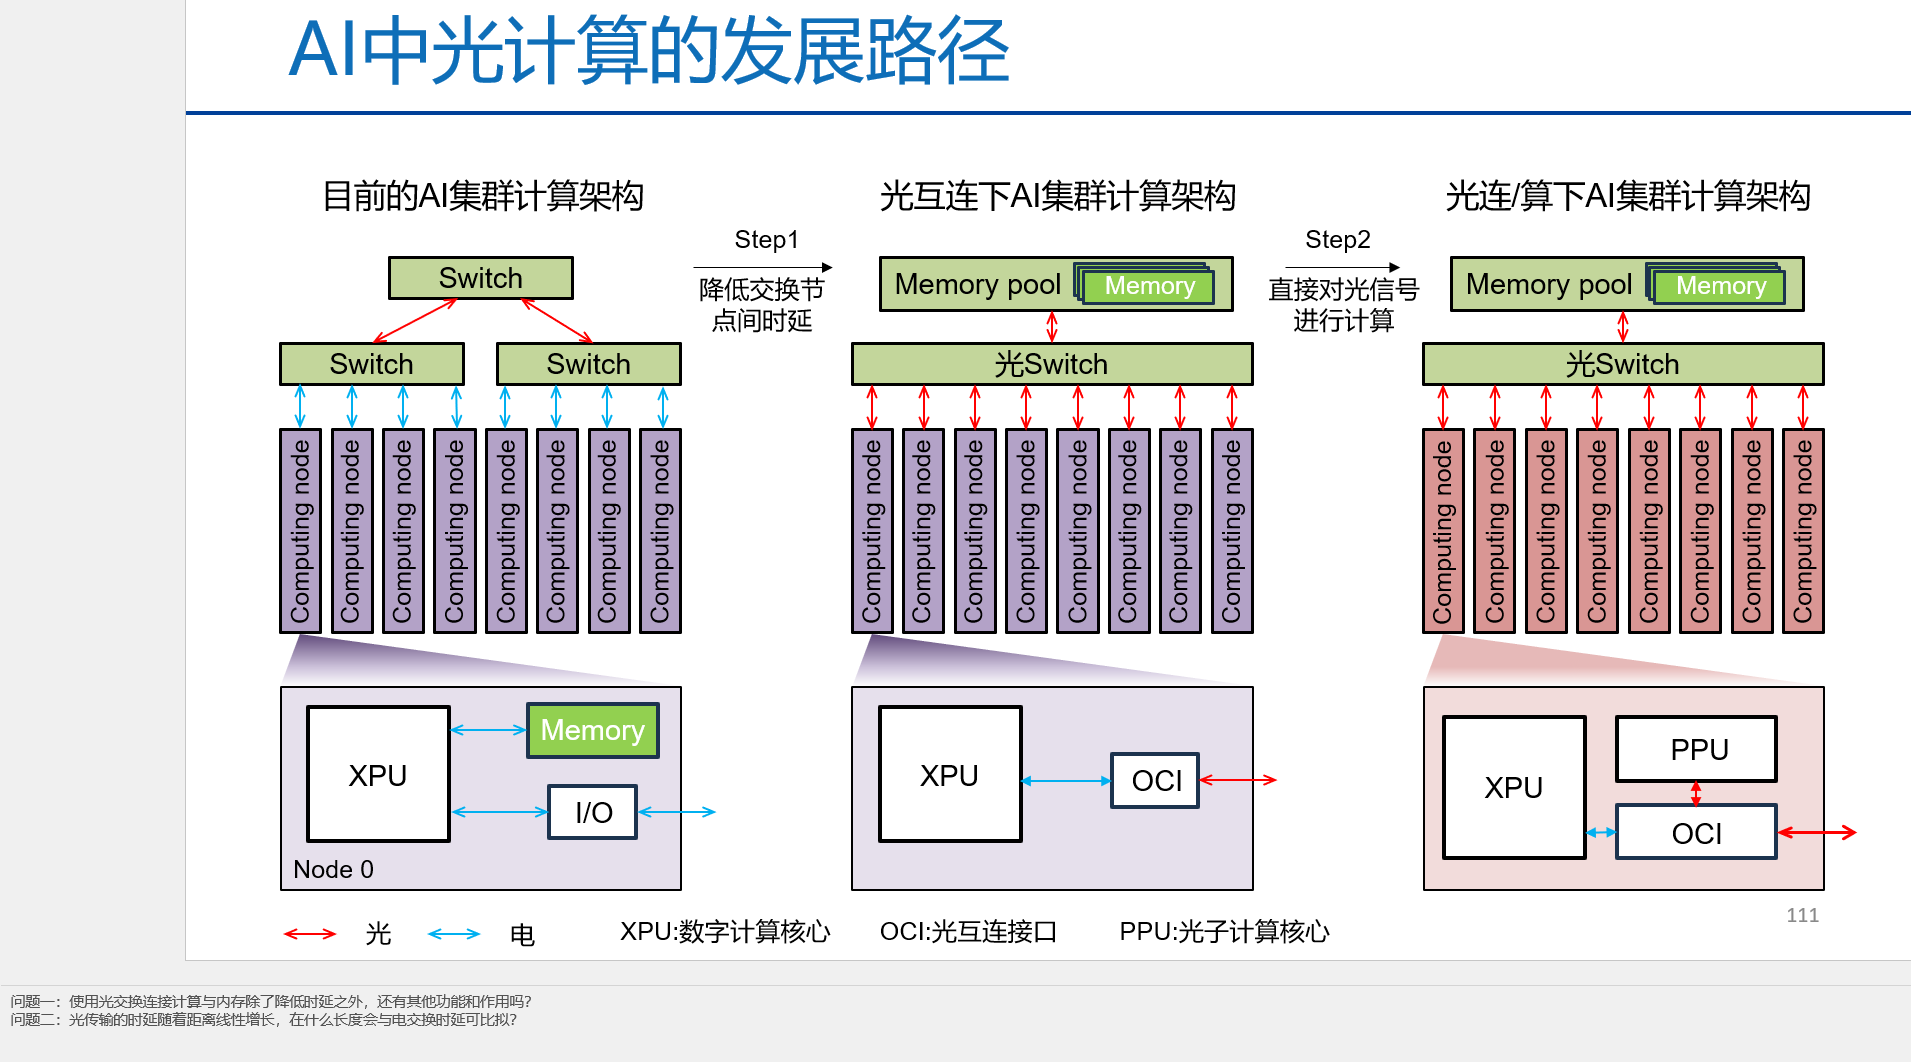 AI中光计算的发展路径
目前的AI集群计算架构
Switch
Switch
Switch
Computing node
Computing node
Computing node
Computing node
Computing node
Computing node
Computing node
Computing node
XPU
Memory
I/O
Node 0
Step1
降低交换节
点间时延
光互连下AI集群计算架构
Memory pool
Memory
光Switch
Computing node
Computing node
Computing node
Computing node
Computing node
Computing node
Computing node
Computing node
XPU
OCI
Step2
直接对光信号
进行计算
光连/算下AI集群计算架构
Memory pool
Memory
光Switch
Computing node
Computing node
Computing node
Computing node
Computing node
Computing node
Computing node
Computing node
XPU
PPU
OCI
光
电
XPU:数字计算核心
OCI:光互连接口
PPU:光子计算核心
111
问题一：使用光交换连接计算与内存除了降低时延之外，还有其他功能和作用吗?
问题二：光传输的时延随着距离线性增长，在什么长度会与电交换时延可比拟?